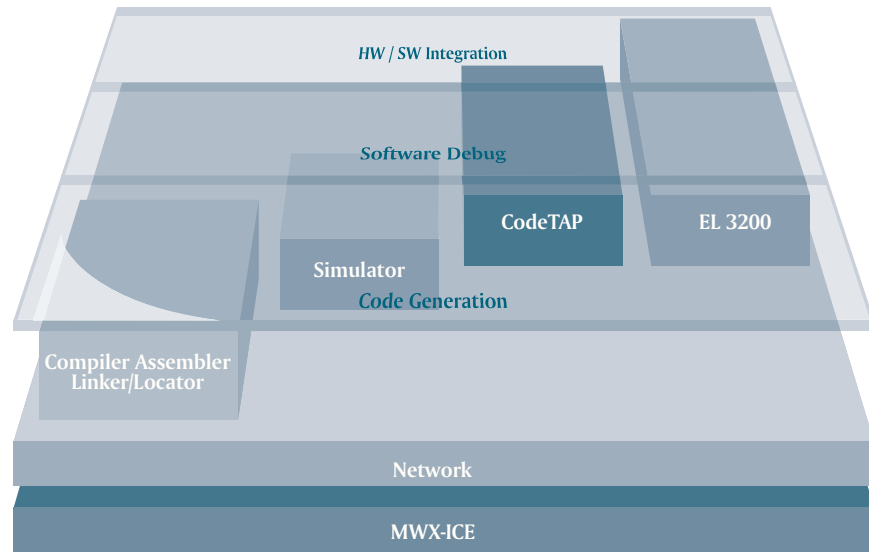 HW / SW Integration
Software Debug
CodeTAP
EL 3200
Simulator
Code Generation
Compiler Assembler
Linker/Locator
Network
MWX-ICE